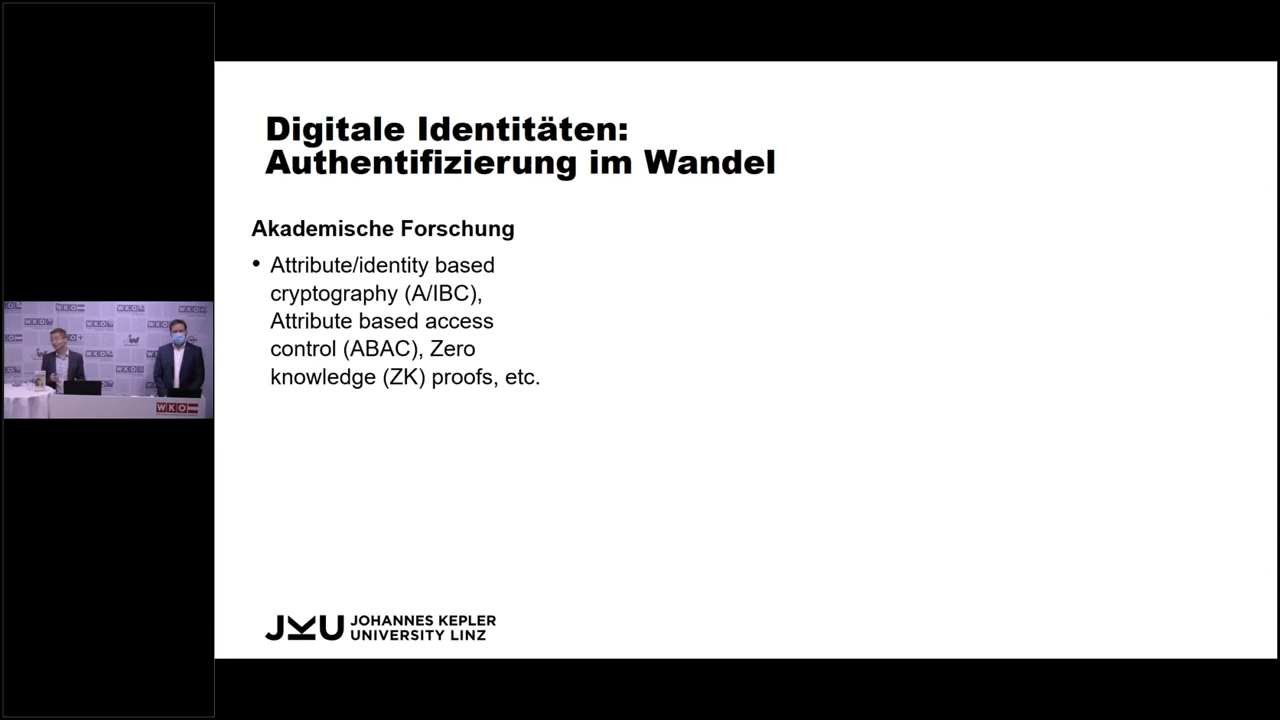 Digitale Identitäten:
Authentifizierung im Wandel
Akademische Forschung
• Attribute/identity based
cryptography (A/IBC),
Attribute based access
control (ABAC), Zero
knowledge (ZK) proofs, etc.
JKU JOHANNES KEPLER
UNIVERSITY LINZ
WKO